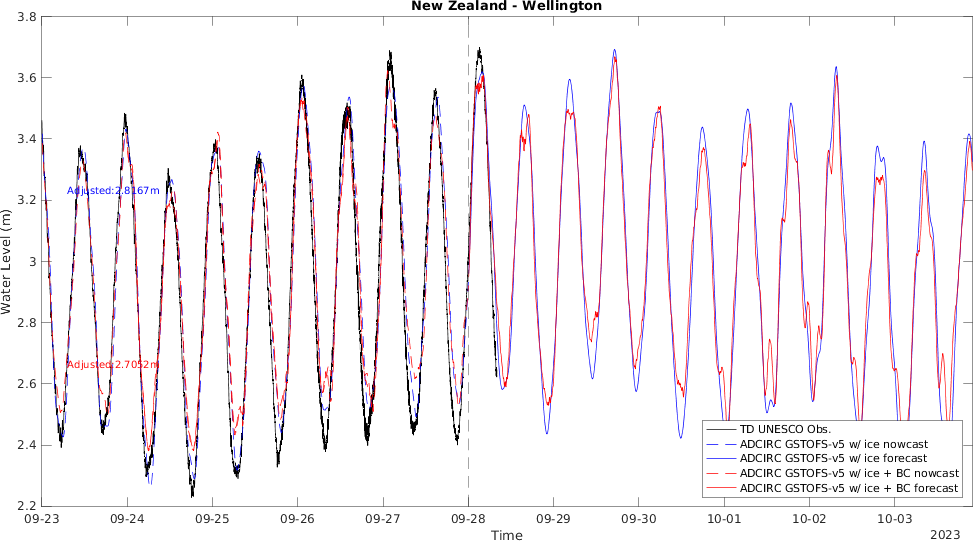 New Zealand - Wellington
3.8
3.6
3.4
3.2
3
2.8
2.6
2.4
2.2
Water Level (m)
Adjusted:2.8167m
Adjusted:2.7052m
TD UNESCO Obs.
ADCIRC GSTOFS-v5 w/ ice nowcast
ADCIRC GSTOFS-v5 w/ ice forecast
ADCIRC GSTOFS-v5 w/ ice + BC nowcast
ADCIRC GSTOFS-v5 w/ ice + BC forecast
09-23 09-24 09-25 09-26 09-27 09-28 09-29 09-30 10-01 10-02 10-03
Time
2023